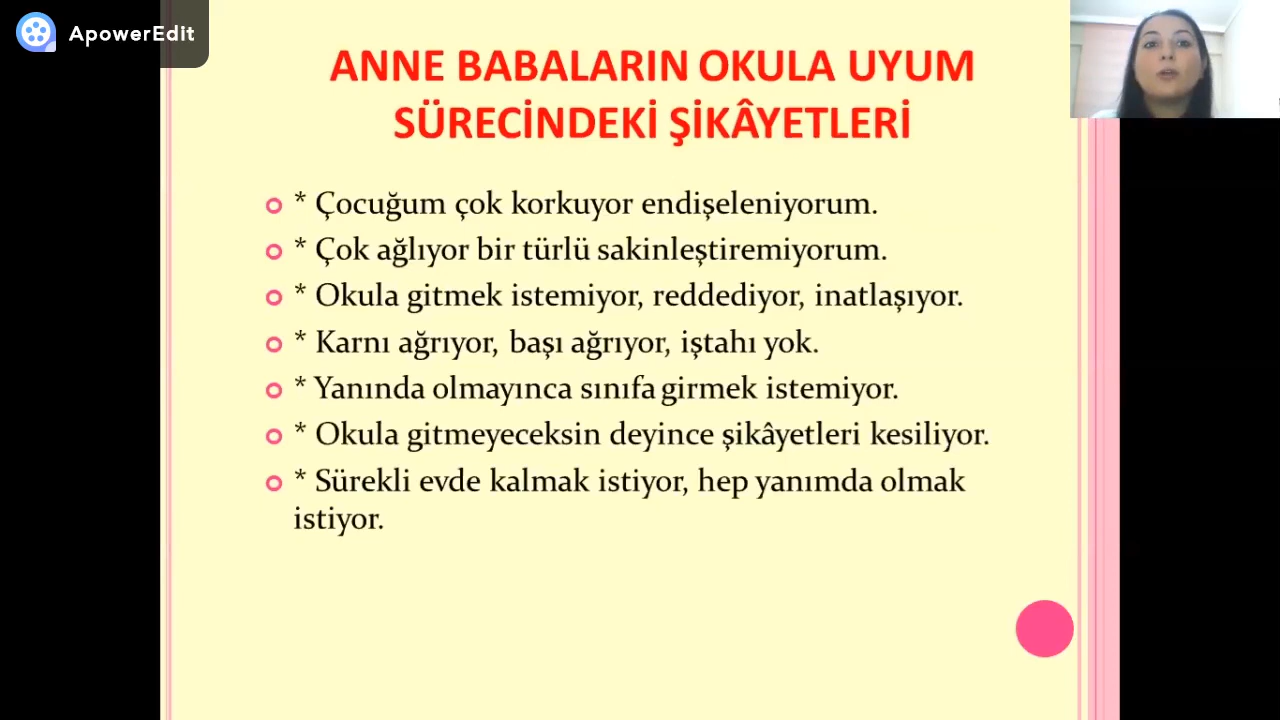 ApowerEdit
ANNE BABALARIN OKULA UYUM
SÜRECİNDEKİ ŞİKÂYETLERİ
* Çocuğum çok korkuyor endişeleniyorum.
* Çok ağlıyor bir türlü sakinleştiremiyorum.
* Okula gitmek istemiyor, reddediyor, inatlaşıyor.
* Karnı ağrıyor, başı ağrıyor, iştahı yok.
* Yanında olmayınca sınıfa girmek istemiyor.
* Okula gitmeyeceksin deyince şikâyetleri kesiliyor.
* Sürekli evde kalmak istiyor, hep yanımda olmak
istiyor.